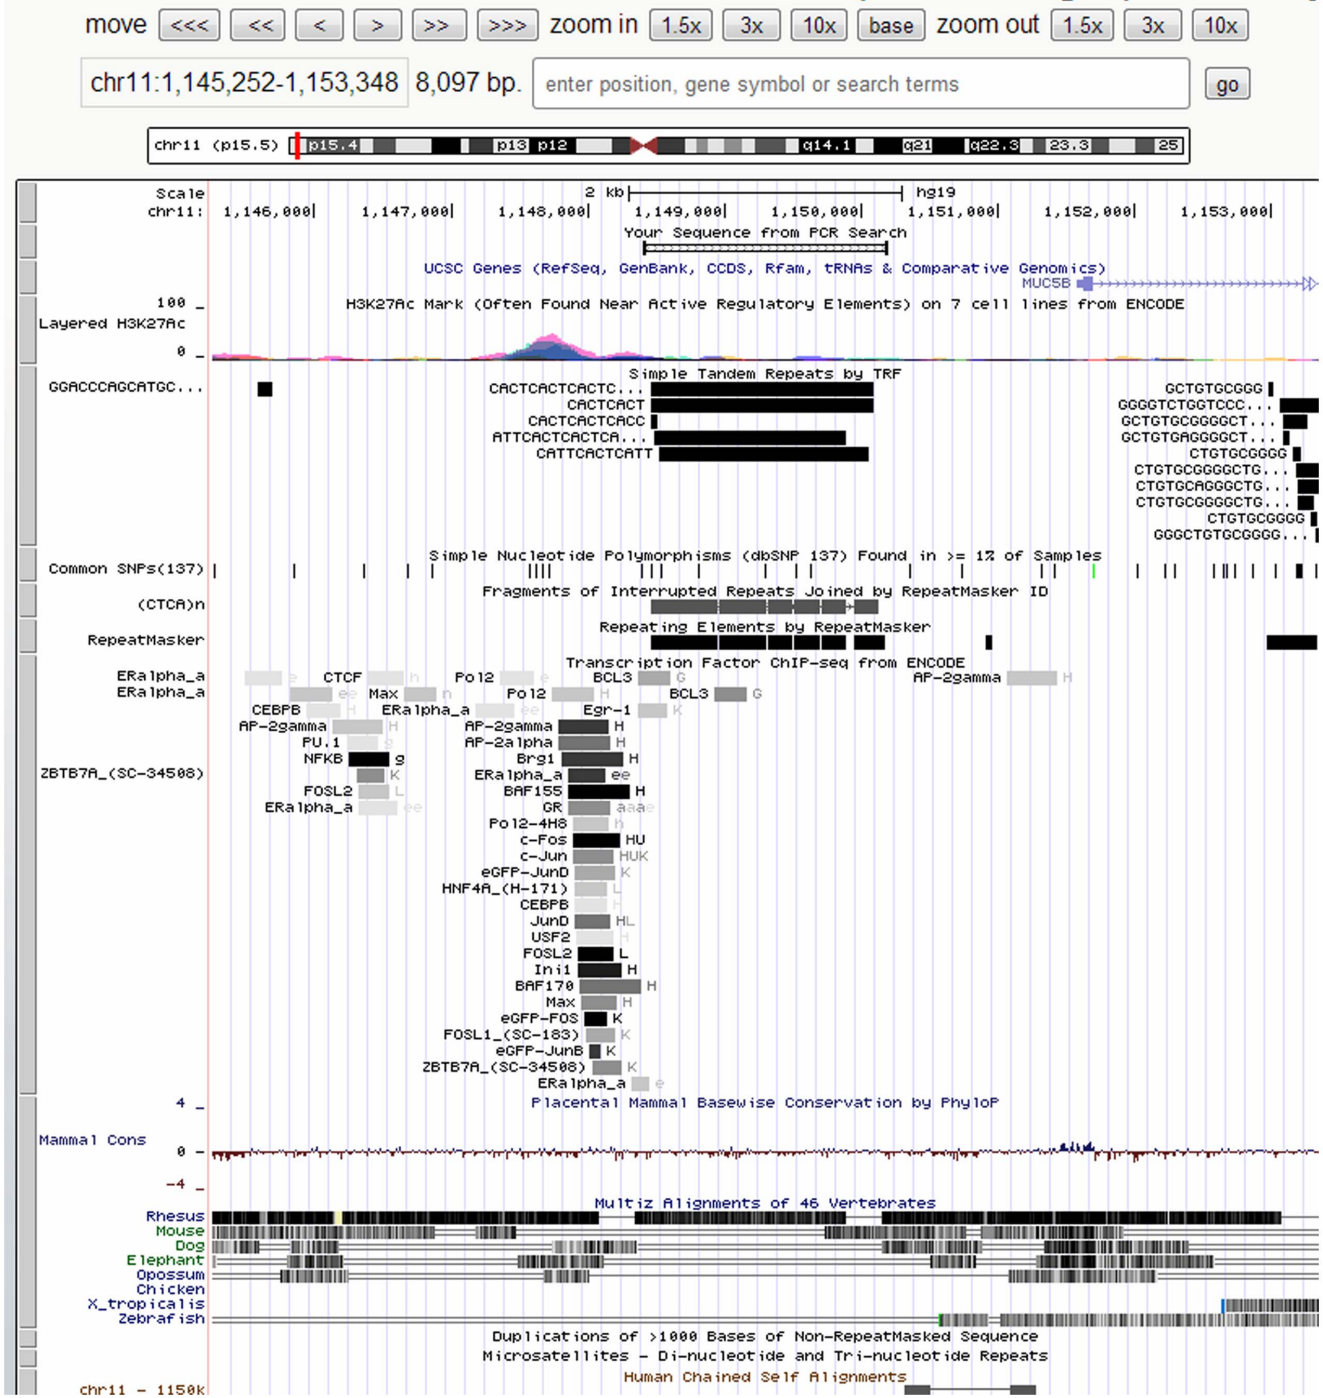 move <<< << < > >> >>> zoom in 1.5x 3x 10x base zoom out 1.5x 3x 10x
chr11:1,145,252-1,153,348 8,097 bp. enter position, gene symbol or search terms go
chr11 (p15.5) p15.4 p13 p12 q14.1 q21 q22.3 23.3 25
Scale 2 kb hg19
chr11: 1,146,000| 1,147,000| 1,148,000| 1,149,000| 1,150,000| 1,151,000| 1,152,000| 1,153,000|
Your Sequence from PCR Search
UCSC Genes (RefSeq, GenBank, CCDS, Rfam, tRNAs & Comparative Genomics)
MUC5B
100 _ H3K27Ac Mark (Often Found Near Active Regulatory Elements) on 7 cell lines from ENCODE
Layered H3K27Ac
0 _
Simple Tandem Repeats by TRF
GGACCCAGCATGC... CACTCACTCACTC... GCTGTGCGGG
CACTCACT GGGGTCTGGTCCC...
CACTCACTCACC GCTGTGCGGGGCT...
ATTCACTCACTCA... GCTGTGAGGGGCT...
CATTCACTCATT CTGTGCGGGG
CTGTGCGGGGCTG...
CTGTGCAGGGCTG...
CTGTGCGGGGCTG...
CTGTGCGGGG
GGGCTGTGCGGGG...
Simple Nucleotide Polymorphisms (dbSNP 137) Found in >= 1% of Samples
Common SNPs(137)
Fragments of Interrupted Repeats Joined by RepeatMasker ID
(CTCA)n
Repeating Elements by RepeatMasker
RepeatMasker
Transcription Factor ChIP-seq from ENCODE
ERalpha_a e CTCF h Pol2 e BCL3 G AP-2gamma H
ERalpha_a ee Max n Pol2 H BCL3 G
CEBPB H ERalpha_a ee Egr-1 K
AP-2gamma H AP-2gamma H
PU.1 g AP-2alpha H
NFKB g Brg1 H
ZBTB7A_(SC-34508) K ERalpha_a ee
FOSL2 L BAF155 H
ERalpha_a ee GR aaae
Pol2-4H8 h
c-Fos HU
c-Jun HUK
eGFP-JunD K
HNF4A_(H-171) L
CEBPB H
JunD HL
USF2 H
FOSL2 L
Ini1 H
BAF170 H
Max H
eGFP-FOS K
FOSL1_(SC-183) K
eGFP-JunB K
ZBTB7A_(SC-34508) K
ERalpha_a e
4 _ Placental Mammal Basewise Conservation by PhyloP
Mammal Cons
0 _
-4 _
Multiz Alignments of 46 Vertebrates
Rhesus
Mouse
Dog
Elephant
Opossum
Chicken
X_tropicalis
Zebrafish
Duplications of >1000 Bases of Non-RepeatMasked Sequence
Microsatellites - Di-nucleotide and Tri-nucleotide Repeats
Human Chained Self Alignments
chr11 - 1150k